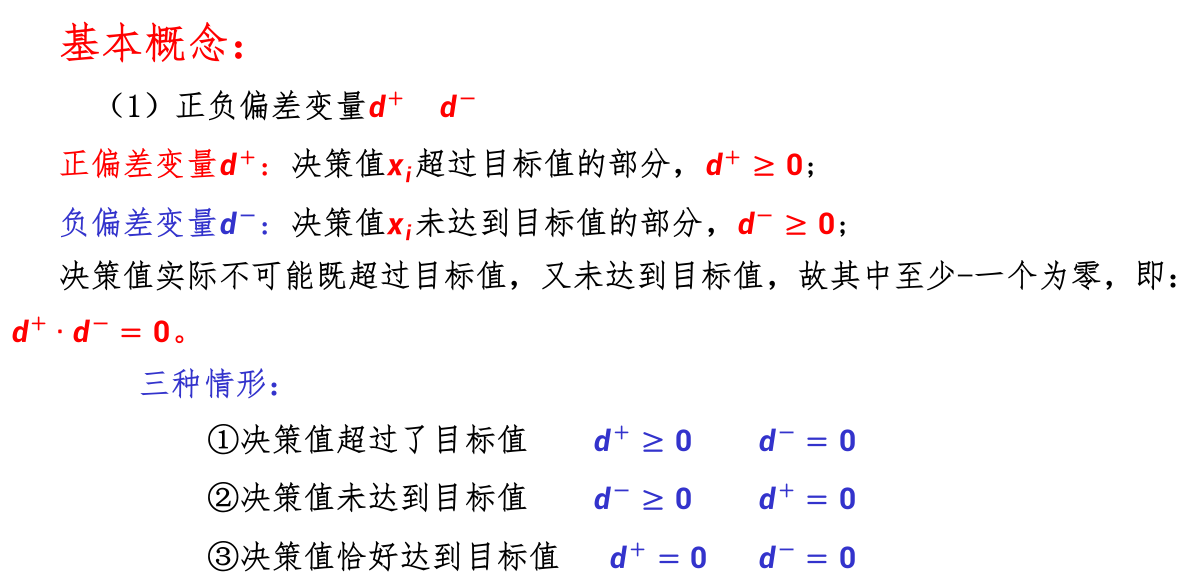 基本概念：
（1）正负偏差变量d⁺ d⁻
正偏差变量d⁺：决策值xᵢ超过目标值的部分，d⁺ ≥ 0；
负偏差变量d⁻：决策值xᵢ未达到目标值的部分，d⁻ ≥ 0；
决策值实际不可能既超过目标值，又未达到目标值，故其中至少-一个为零，即：
d⁺ · d⁻ = 0。
三种情形：
①决策值超过了目标值 d⁺ ≥ 0 d⁻ = 0
②决策值未达到目标值 d⁻ ≥ 0 d⁺ = 0
③决策值恰好达到目标值 d⁺ = 0 d⁻ = 0